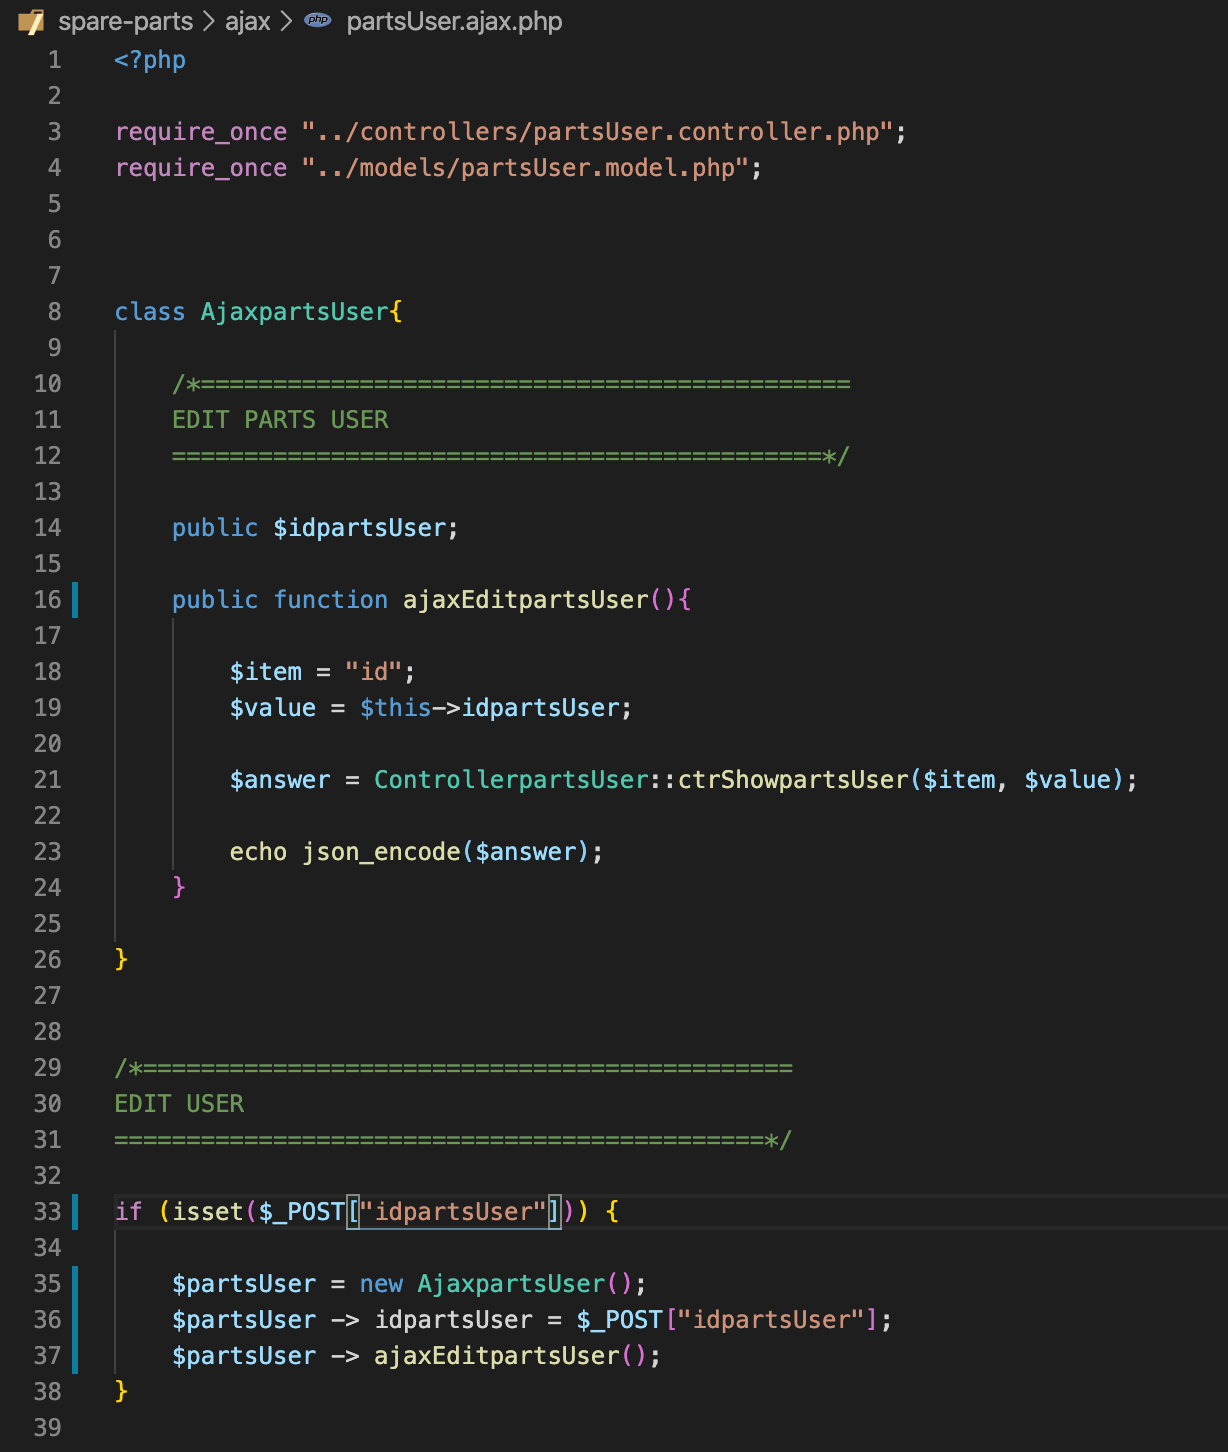 spare-parts > ajax > php partsUser.ajax.php
1 <?php
2
3 require_once "../controllers/partsUser.controller.php";
4 require_once "../models/partsUser.model.php";
5
6
7
8 class AjaxpartsUser{
9
10 /*=============================================
11 EDIT PARTS USER
12 =============================================*/
13
14 public $idpartsUser;
15
16 public function ajaxEditpartsUser(){
17
18 $item = "id";
19 $value = $this->idpartsUser;
20
21 $answer = ControllerpartsUser::ctrShowpartsUser($item, $value);
22
23 echo json_encode($answer);
24 }
25
26 }
27
28
29 /*=============================================
30 EDIT USER
31 =============================================*/
32
33 if (isset($_POST["idpartsUser"])) {
34
35 $partsUser = new AjaxpartsUser();
36 $partsUser -> idpartsUser = $_POST["idpartsUser"];
37 $partsUser -> ajaxEditpartsUser();
38 }
39